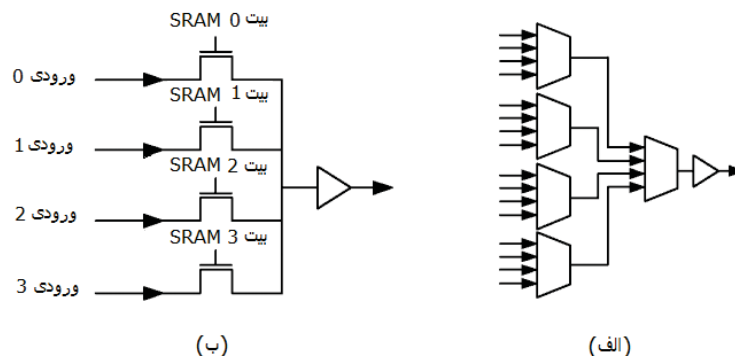 بیت SRAM 0
ورودی 0
بیت SRAM 1
ورودی 1
بیت SRAM 2
ورودی 2
بیت SRAM 3
ورودی 3
(ب)
(الف)